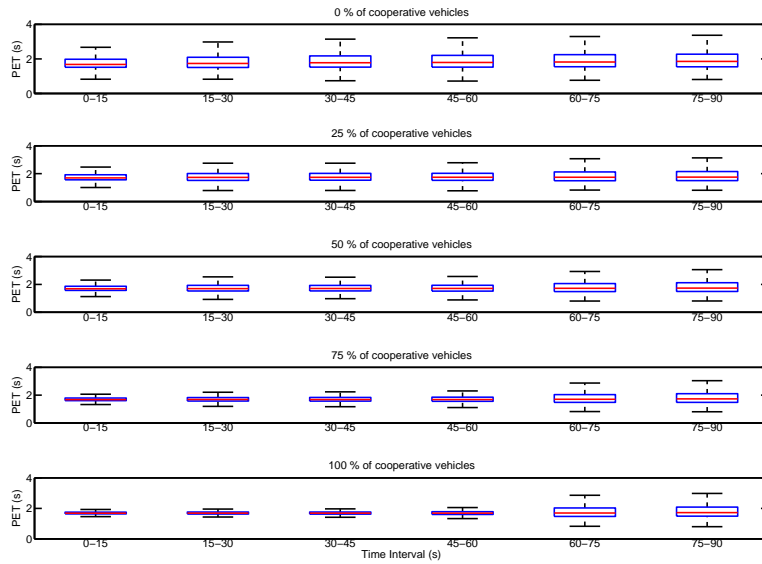 0 % of cooperative vehicles
4
2
0
PET (s)
0−15 15−30 30−45 45−60 60−75 75−90
25 % of cooperative vehicles
4
2
0
PET (s)
0−15 15−30 30−45 45−60 60−75 75−90
50 % of cooperative vehicles
4
2
0
PET (s)
0−15 15−30 30−45 45−60 60−75 75−90
75 % of cooperative vehicles
4
2
0
PET (s)
0−15 15−30 30−45 45−60 60−75 75−90
100 % of cooperative vehicles
4
2
0
PET (s)
0−15 15−30 30−45 45−60 60−75 75−90
Time Interval (s)